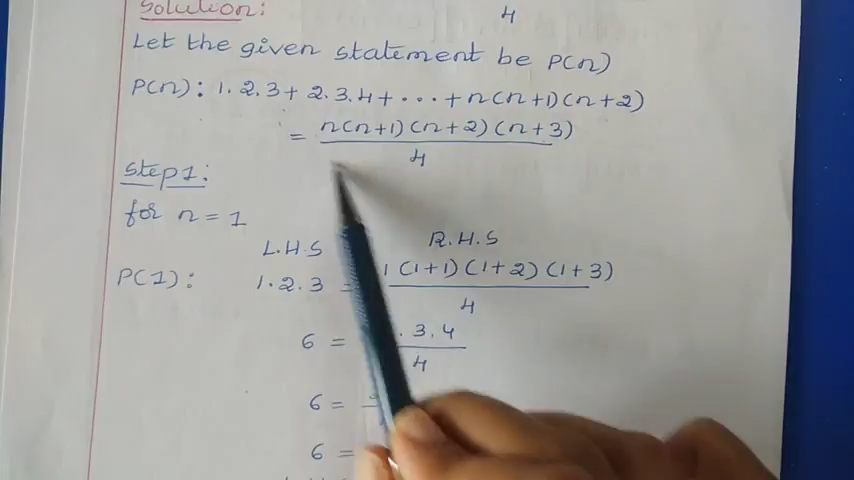 Solution:
4
Let the given statement be P(n)
P(n): 1.2.3+ 2.3.4+ ... + n(n+1)(n+2)
= n(n+1)(n+2)(n+3)
4
Step1:
for n = 1
L.H.S R.H.S
P(1): 1.2.3 = 1(1+1)(1+2)(1+3)
4
6 = .3.4
4
6 =
6 =